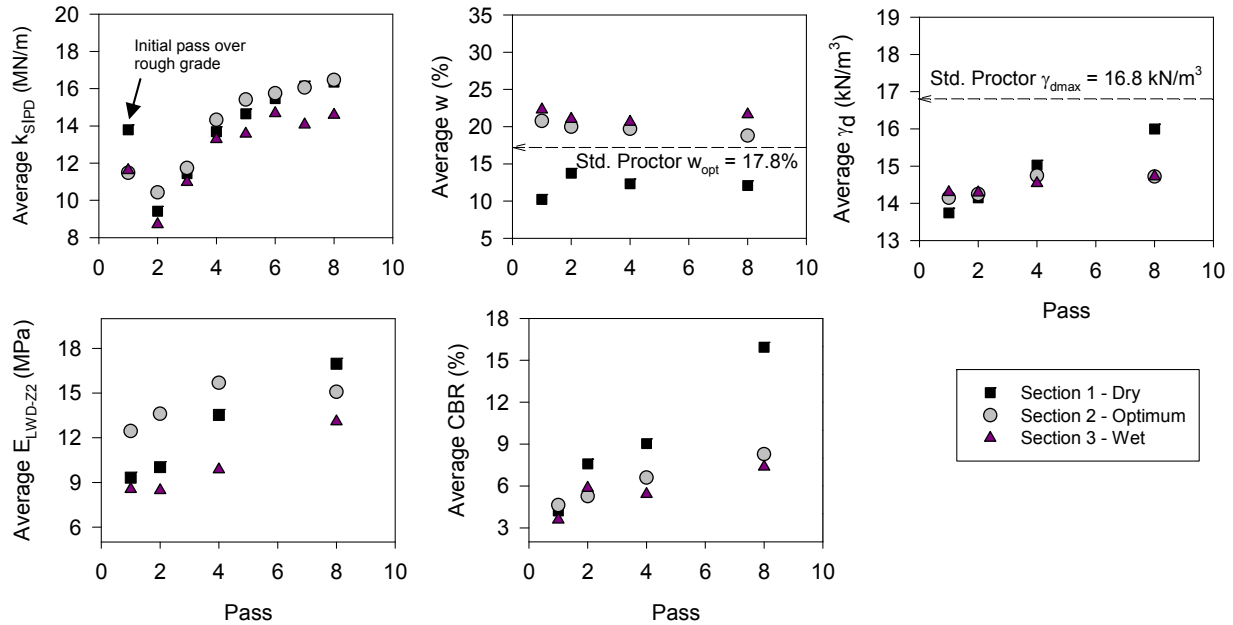 Average k_SIPD (MN/m)
20
18
16
14
12
10
8
0 2 4 6 8 10
Initial pass over
rough grade
Average w (%)
35
30
25
20
15
10
5
0 2 4 6 8 10
Std. Proctor w_opt = 17.8%
Average γ_d (kN/m³)
19
18
17
16
15
14
13
0 2 4 6 8 10
Pass
Std. Proctor γ_dmax = 16.8 kN/m³
Average E_LWD-Z2 (MPa)
18
15
12
9
6
0 2 4 6 8 10
Pass
Average CBR (%)
18
15
12
9
6
3
0 2 4 6 8 10
Pass
Section 1 - Dry
Section 2 - Optimum
Section 3 - Wet